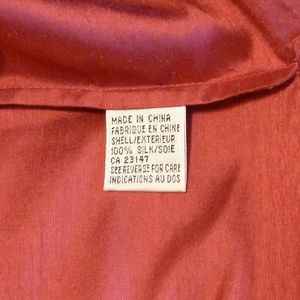 MADE IN CHINA
FABRIQUE EN CHINE
SHELL/EXTERIEUR
100% SILK/SOIE
CA 23147
SEE REVERSE FOR CARE
INDICATIONS AU DOS